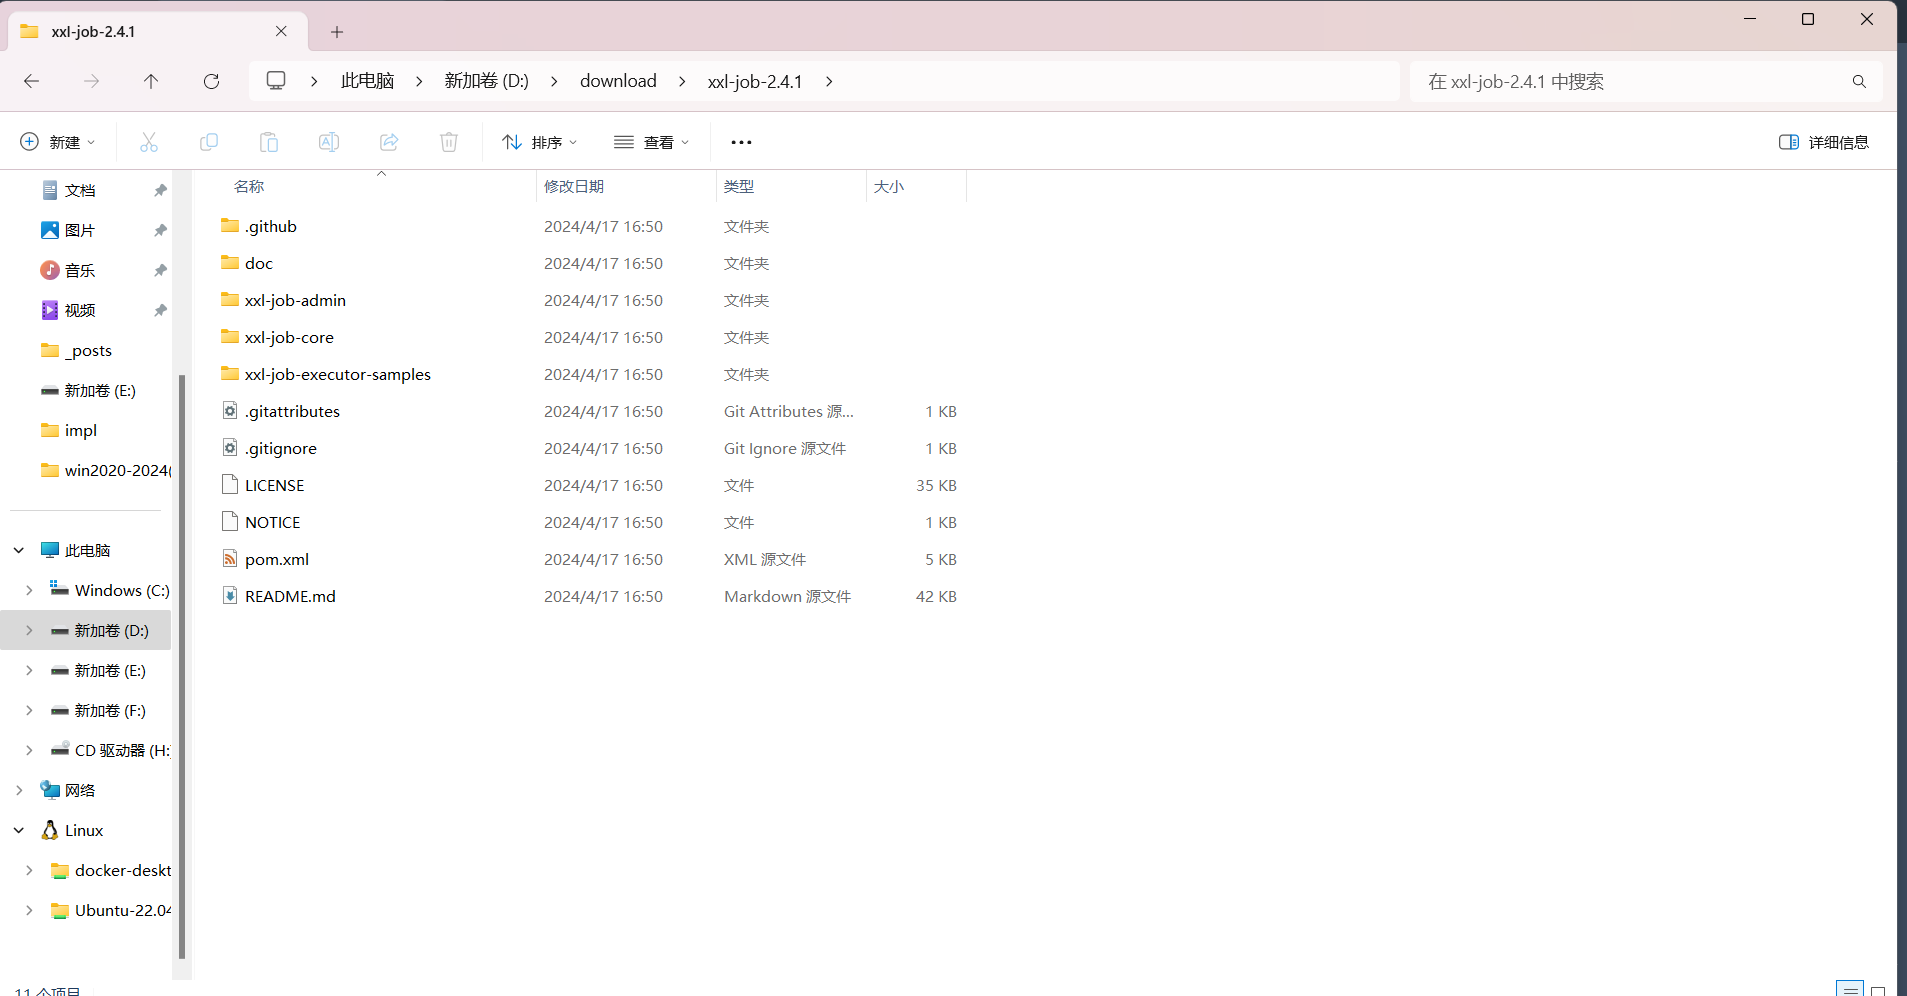 xxl-job-2.4.1
此电脑 新加卷 (D:) download xxl-job-2.4.1
在 xxl-job-2.4.1 中搜索
新建 排序 查看 详细信息
文档
图片
音乐
视频
_posts
新加卷 (E:)
impl
win2020-2024(
此电脑
Windows (C:)
新加卷 (D:)
新加卷 (E:)
新加卷 (F:)
CD 驱动器 (H:)
网络
Linux
docker-deskt
Ubuntu-22.04
名称 修改日期 类型 大小
.github 2024/4/17 16:50 文件夹
doc 2024/4/17 16:50 文件夹
xxl-job-admin 2024/4/17 16:50 文件夹
xxl-job-core 2024/4/17 16:50 文件夹
xxl-job-executor-samples 2024/4/17 16:50 文件夹
.gitattributes 2024/4/17 16:50 Git Attributes 源... 1 KB
.gitignore 2024/4/17 16:50 Git Ignore 源文件 1 KB
LICENSE 2024/4/17 16:50 文件 35 KB
NOTICE 2024/4/17 16:50 文件 1 KB
pom.xml 2024/4/17 16:50 XML 源文件 5 KB
README.md 2024/4/17 16:50 Markdown 源文件 42 KB
11 个项目